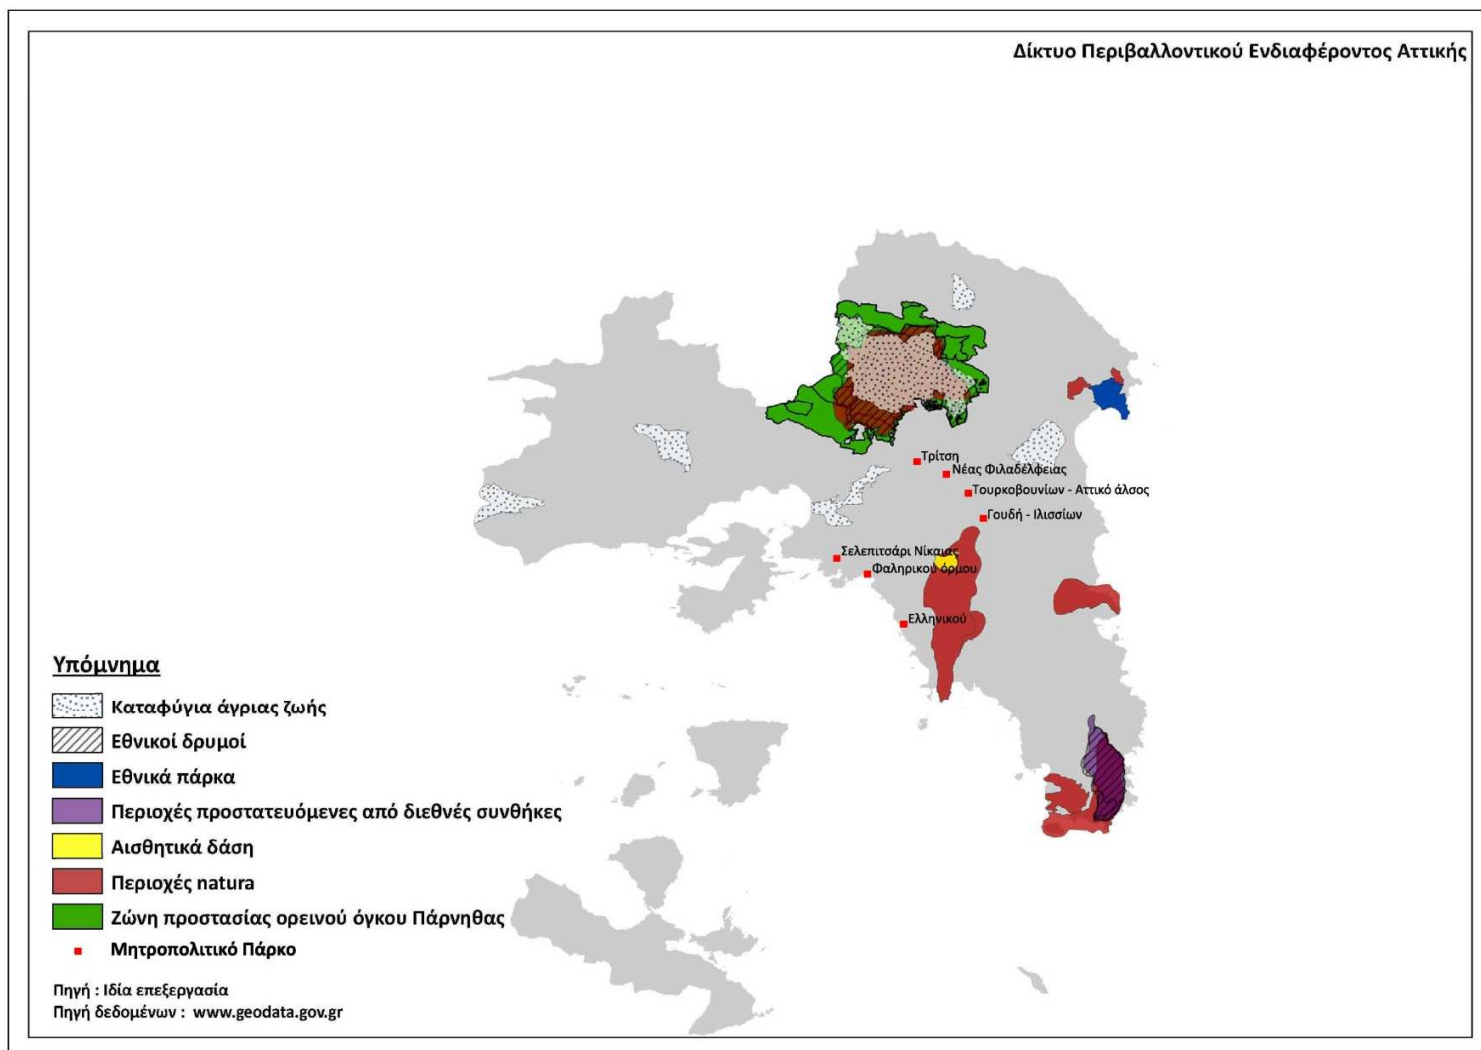 Δίκτυο Περιβαλλοντικού Ενδιαφέροντος Αττικής
Τρίτση
Νέας Φιλαδέλφειας
Τουρκοβουνίων - Αττικό άλσος
Γουδή - Ιλισσίων
Σελεπιτσάρι Νίκαιας
Φαληρικού όρμου
Ελληνικού
Υπόμνημα
Καταφύγια άγριας ζωής
Εθνικοί δρυμοί
Εθνικά πάρκα
Περιοχές προστατευόμενες από διεθνές συνθήκες
Αισθητικά δάση
Περιοχές natura
Ζώνη προστασίας ορεινού όγκου Πάρνηθας
Μητροπολιτικό Πάρκο
Πηγή : Ιδία επεξεργασία
Πηγή δεδομένων : www.geodata.gov.gr